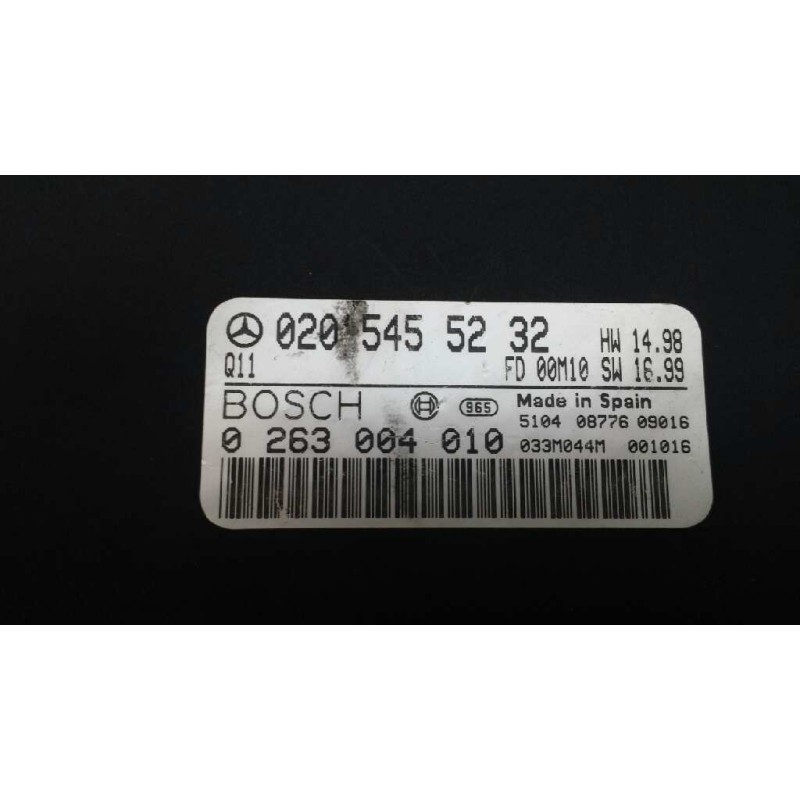 020 545 52 32 HW 14.98
Q11 FD 00M10 SW 16.99
BOSCH 965 Made in Spain
5104 08776 09016
0 263 004 010 033M044M 001016